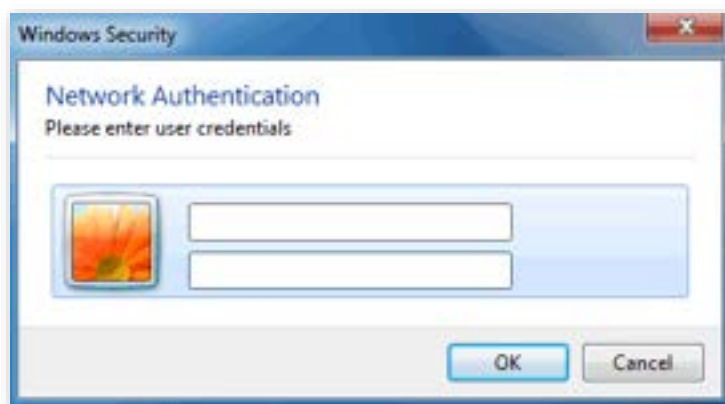 Windows Security
Network Authentication
Please enter user credentials
OK
Cancel